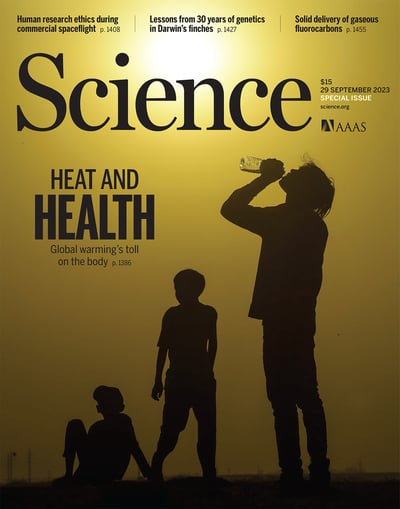 Human research ethics during
commercial spaceflight p. 1408
Lessons from 30 years of genetics
in Darwin's finches p. 1427
Solid delivery of gaseous
fluorocarbons p. 1455
Science
$15
29 SEPTEMBER 2023
SPECIAL ISSUE
science.org
AAAS
HEAT AND
HEALTH
Global warming's toll
on the body p. 1386